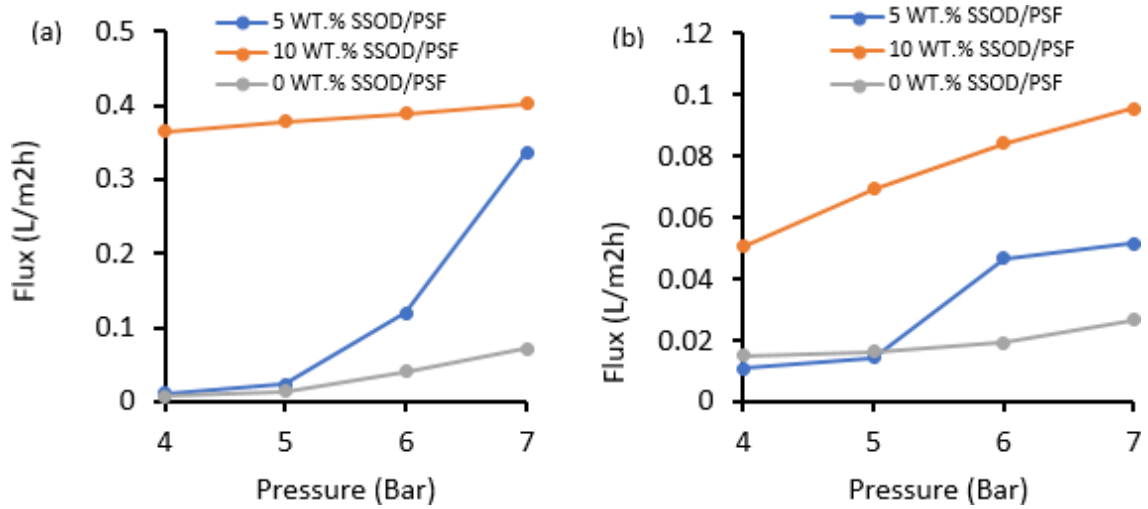 (a)
5 WT.% SSOD/PSF
10 WT.% SSOD/PSF
0 WT.% SSOD/PSF
0.5
0.4
0.3
0.2
0.1
0
Flux (L/m2h)
4 5 6 7
Pressure (Bar)
(b)
5 WT.% SSOD/PSF
10 WT.% SSOD/PSF
0 WT.% SSOD/PSF
.12
0.1
0.08
0.06
0.04
0.02
0
Flux (L/m2h)
4 5 6 7
Pressure (Bar)